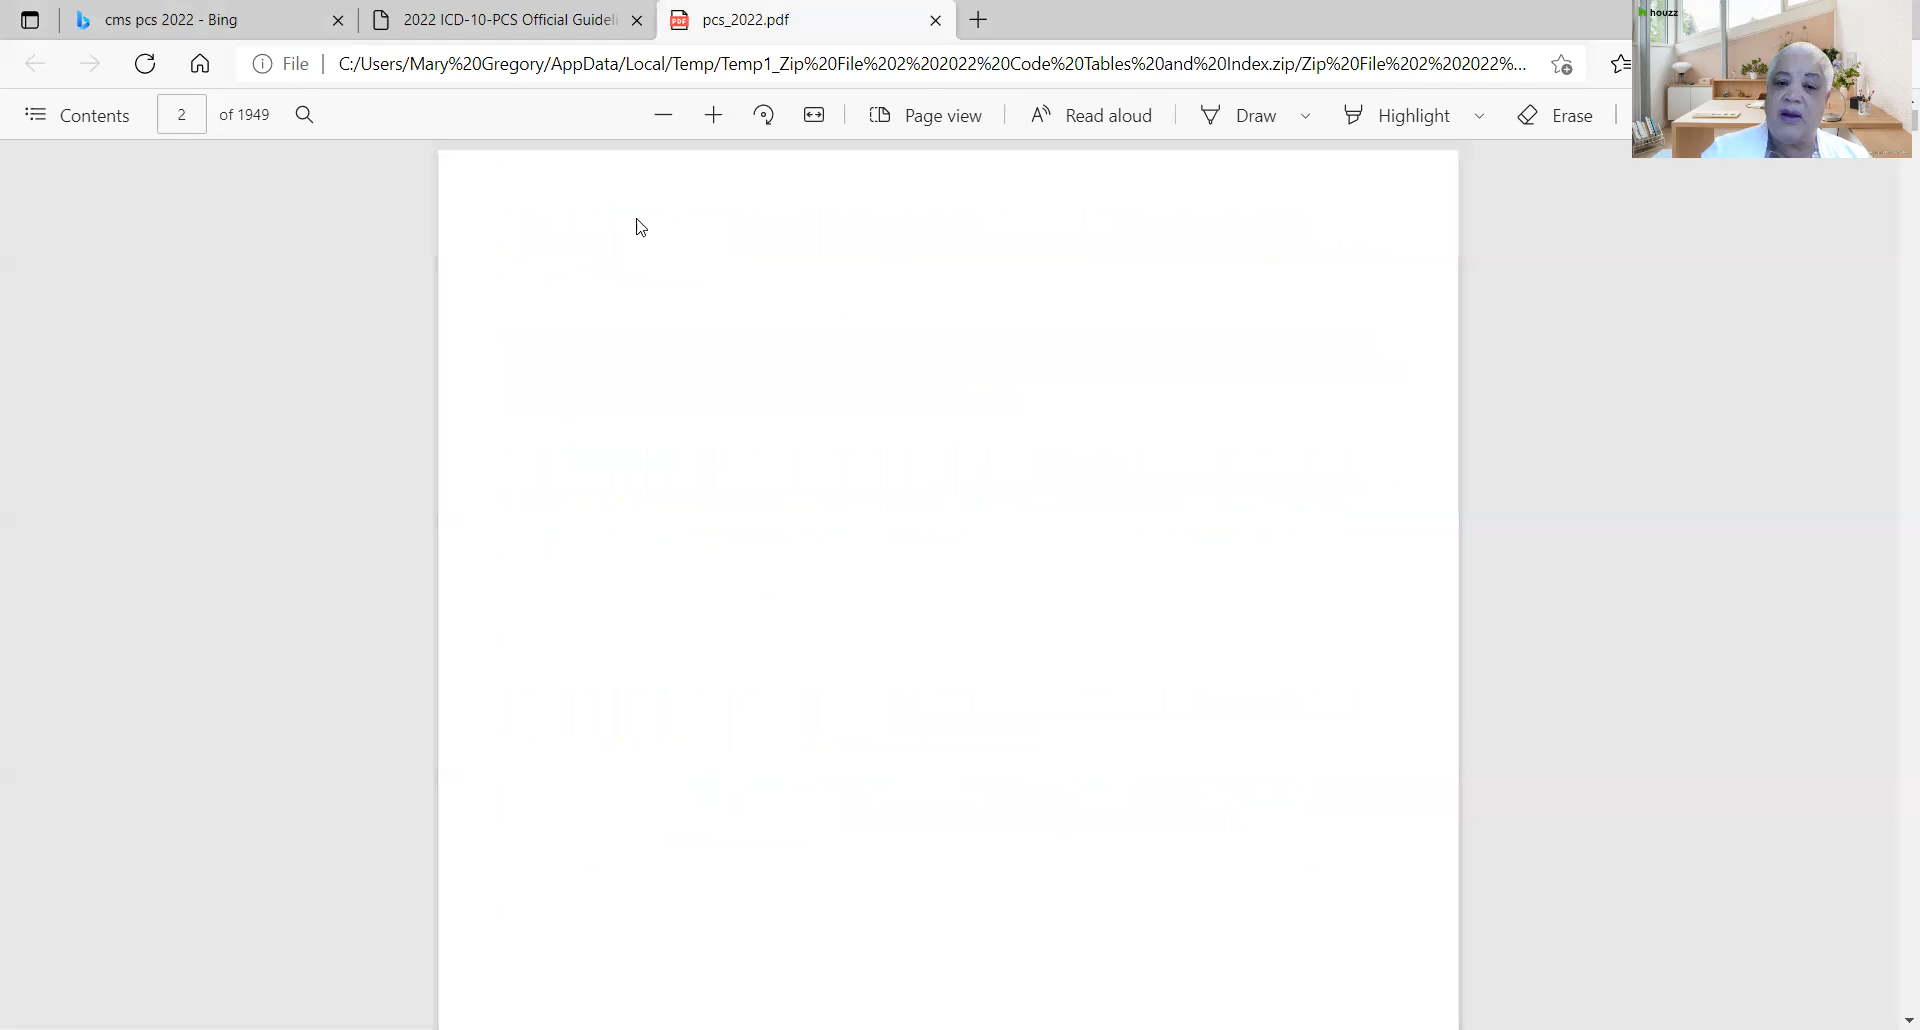 cms pcs 2022 - Bing
2022 ICD-10-PCS Official Guideli
pcs_2022.pdf
houzz
File
C:/Users/Mary%20Gregory/AppData/Local/Temp/Temp1_Zip%20File%202%202022%20Code%20Tables%20and%20Index.zip/Zip%20File%202%202022%...
Contents
2
of 1949
Page view
Read aloud
Draw
Highlight
Erase